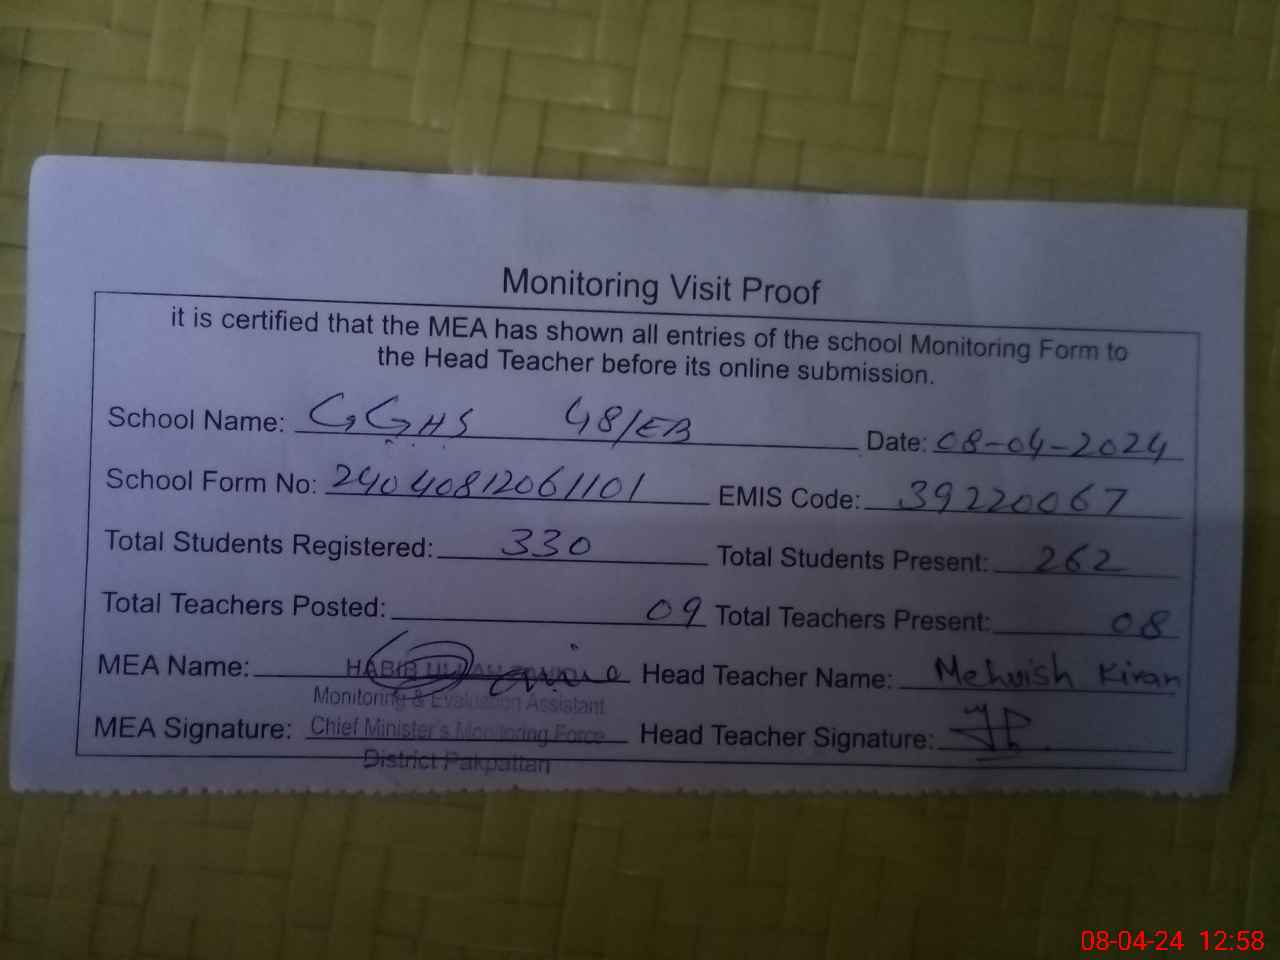 Monitoring Visit Proof
it is certified that the MEA has shown all entries of the school Monitoring Form to
the Head Teacher before its online submission.
School Name: GGHS 48/EB Date: 08-04-2024
School Form No: 24040812061101 EMIS Code: 39220067
Total Students Registered: 330 Total Students Present: 262
Total Teachers Posted: 09 Total Teachers Present: 08
MEA Name: HABIB Head Teacher Name: Mehwish Kiran
Monitoring & Evaluation Assistant
MEA Signature: Chief Minister's Monitoring Force Head Teacher Signature:
District Pakpattan
08-04-24 12:58